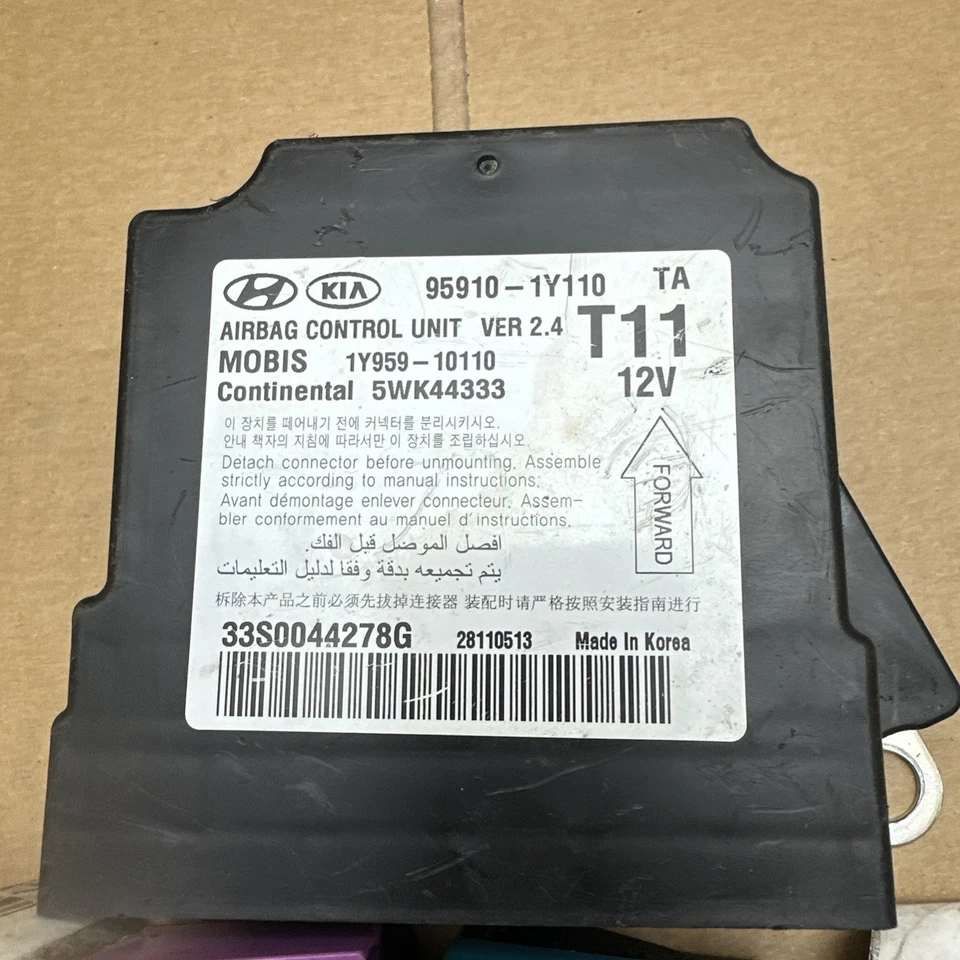 KIA 95910-1Y110 TA
AIRBAG CONTROL UNIT VER 2.4 T11
MOBIS 1Y959-10110
Continental 5WK44333 12V
이 장치를 떼어내기 전에 커넥터를 분리시키시오.
안내 책자의 지침에 따라서만 이 장치를 조립하십시오.
Detach connector before unmounting. Assemble
strictly according to manual instructions.
Avant démontage enlever connecteur. Assem-
bler conformement au manuel d'instructions.
FORWARD
افصل الموصل قبل الفك.
يتم تجميعه بدقة وفقا لدليل التعليمات
拆除本产品之前必须先拔掉连接器 装配时请严格按照安装指南进行
33S0044278G 28110513 Made In Korea